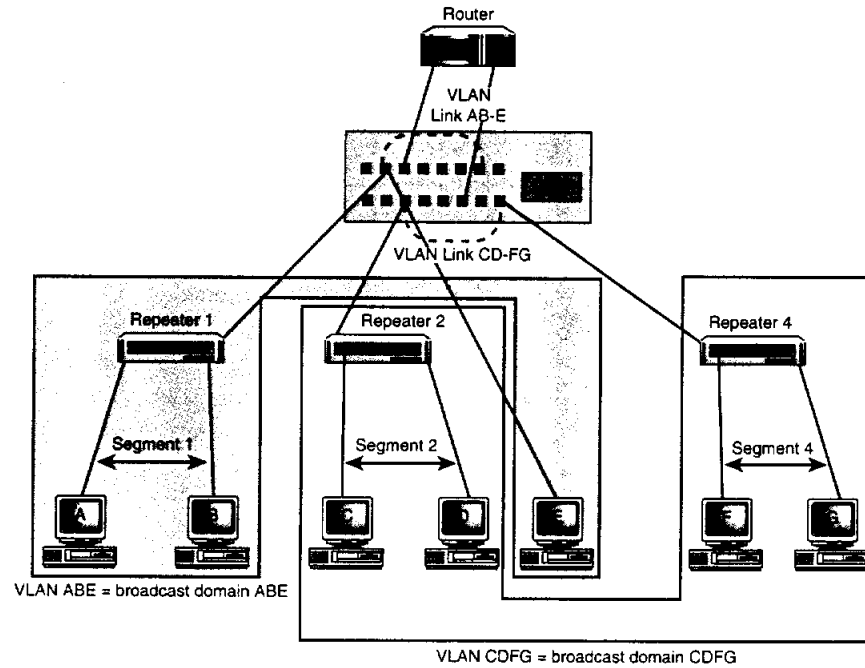 Router
VLAN
Link AB-E
VLAN Link CD-FG
Repeater 1
Repeater 2
Repeater 4
Segment 1
Segment 2
Segment 4
A
B
C
D
E
F
G
VLAN ABE = broadcast domain ABE
VLAN CDFG = broadcast domain CDFG